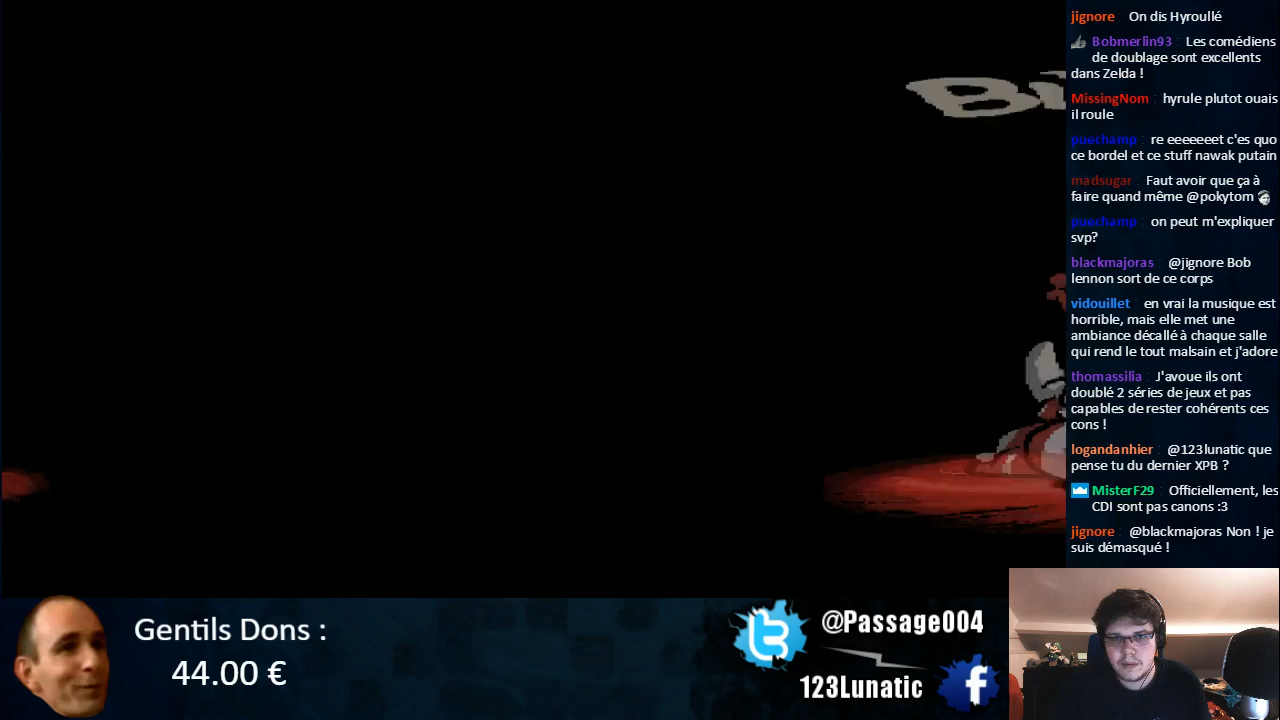 Bi
jignore : On dis Hyroullé
Bobmerlin93 : Les comédiens
de doublage sont excellents
dans Zelda !
MissingNom : hyrule plutot ouais
il roule
puechamp : re eeeeeeet c'es quo
ce bordel et ce stuff nawak putain
madsugar : Faut avoir que ça à
faire quand même @pokytom
puechamp : on peut m'expliquer
svp?
blackmajoras : @jignore Bob
lennon sort de ce corps
vidouillet : en vrai la musique est
horrible, mais elle met une
ambiance décallé à chaque salle
qui rend le tout malsain et j'adore
thomassilia : J'avoue ils ont
doublé 2 séries de jeux et pas
capables de rester cohérents ces
cons !
logandanhier : @123lunatic que
pense tu du dernier XPB ?
MisterF29 : Officiellement, les
CDI sont pas canons :3
jignore : @blackmajoras Non ! je
suis démasqué !
Gentils Dons :
44.00 €
@Passage004
123Lunatic